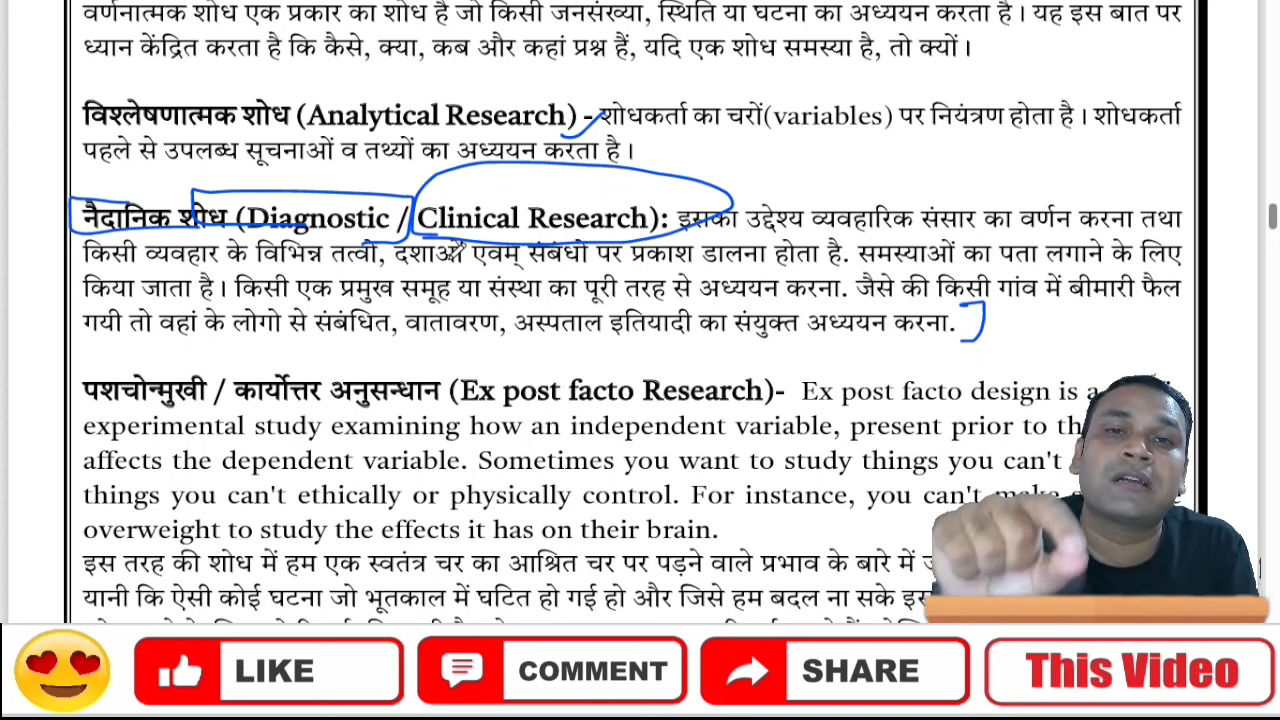 वर्णनात्मक शोध एक प्रकार का शोध है जो किसी जनसंख्या, स्थिति या घटना का अध्ययन करता है। यह इस बात पर
ध्यान केंद्रित करता है कि कैसे, क्या, कब और कहां प्रश्न हैं, यदि एक शोध समस्या है, तो क्यों।
विश्लेषणात्मक शोध (Analytical Research) - शोधकर्ता का चरों(variables) पर नियंत्रण होता है। शोधकर्ता
पहले से उपलब्ध सूचनाओं व तथ्यों का अध्ययन करता है।
नैदानिक शोध (Diagnostic / Clinical Research): इसका उद्देश्य व्यवहारिक संसार का वर्णन करना तथा
किसी व्यवहार के विभिन्न तत्वों, दशाओं एवम् संबंधो पर प्रकाश डालना होता है. समस्याओं का पता लगाने के लिए
किया जाता है। किसी एक प्रमुख समूह या संस्था का पूरी तरह से अध्ययन करना. जैसे की किसी गांव में बीमारी फैल
गयी तो वहां के लोगो से संबंधित, वातावरण, अस्पताल इतियादी का संयुक्त अध्ययन करना.
पशचोन्मुखी / कार्योत्तर अनुसन्धान (Ex post facto Research)- Ex post facto design is a
experimental study examining how an independent variable, present prior to
affects the dependent variable. Sometimes you want to study things you can't
things you can't ethically or physically control. For instance, you can't make
overweight to study the effects it has on their brain.
इस तरह की शोध में हम एक स्वतंत्र चर का आश्रित चर पर पड़ने वाले प्रभाव के बारे में
यानी कि ऐसी कोई घटना जो भूतकाल में घटित हो गई हो और जिसे हम बदल ना सके
LIKE
COMMENT
SHARE
This Video